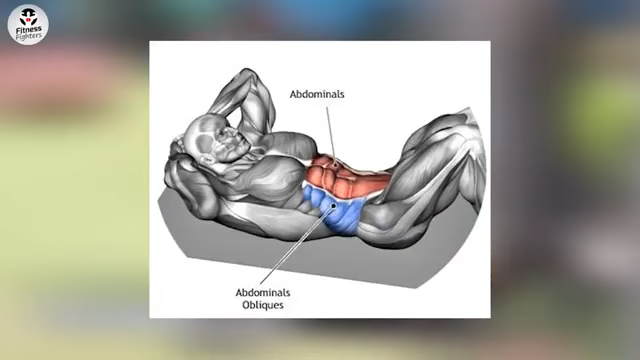 Fitness
Fighters
Abdominals
Abdominals
Obliques